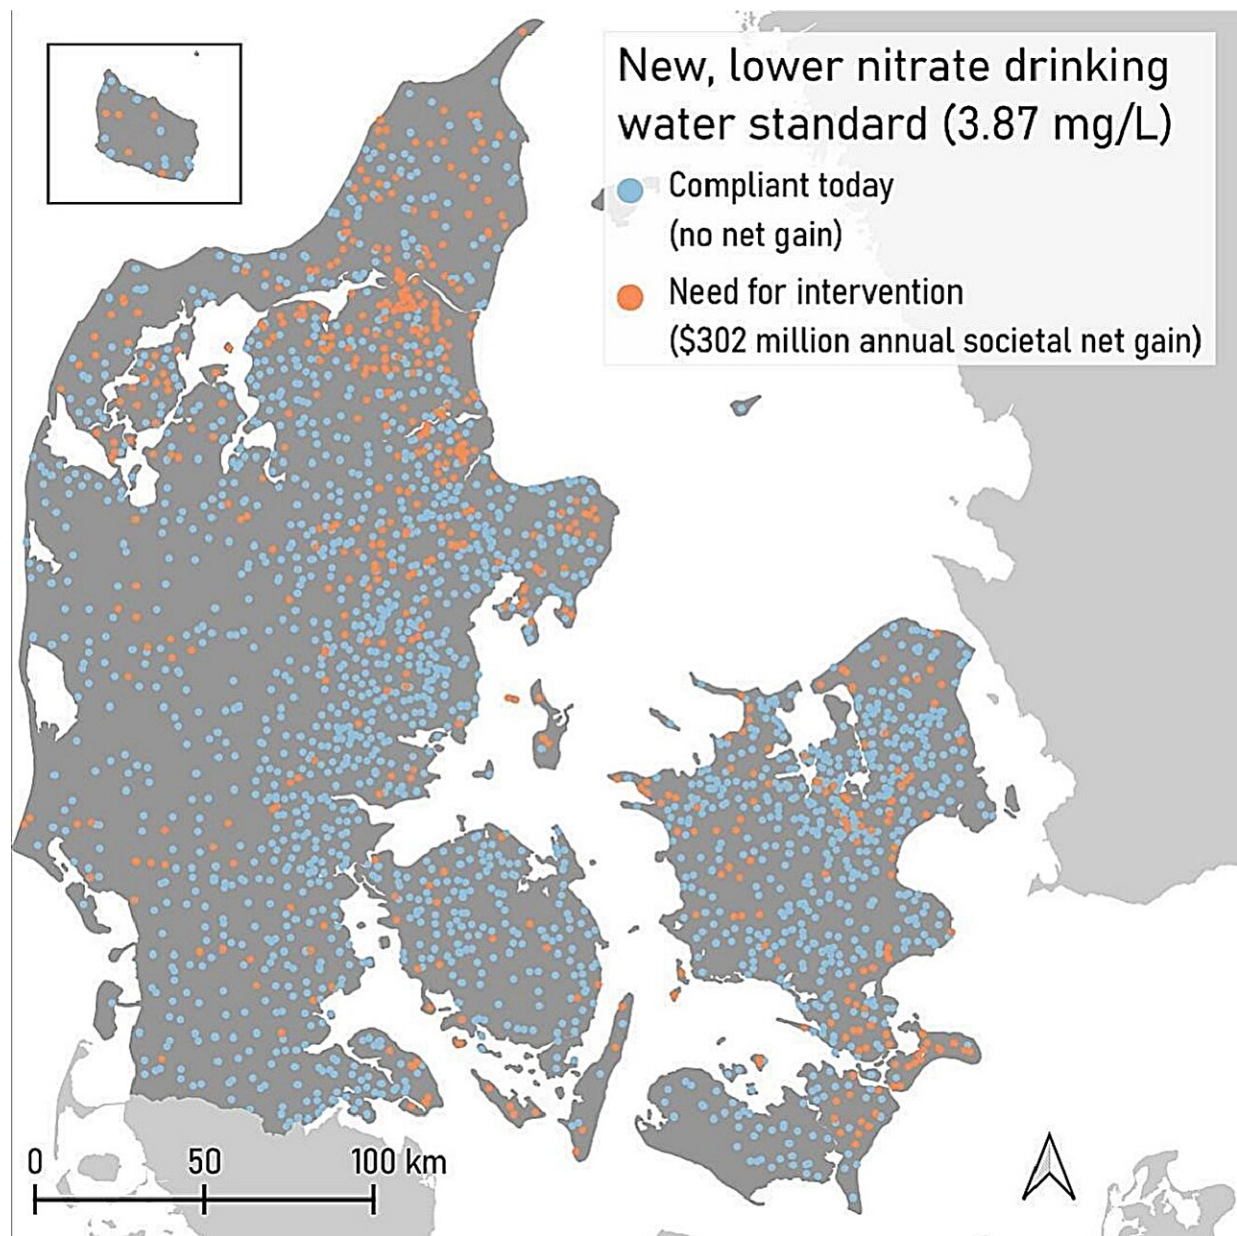 New, lower nitrate drinking
water standard (3.87 mg/L)
Compliant today
(no net gain)
Need for intervention
($302 million annual societal net gain)
0 50 100 km